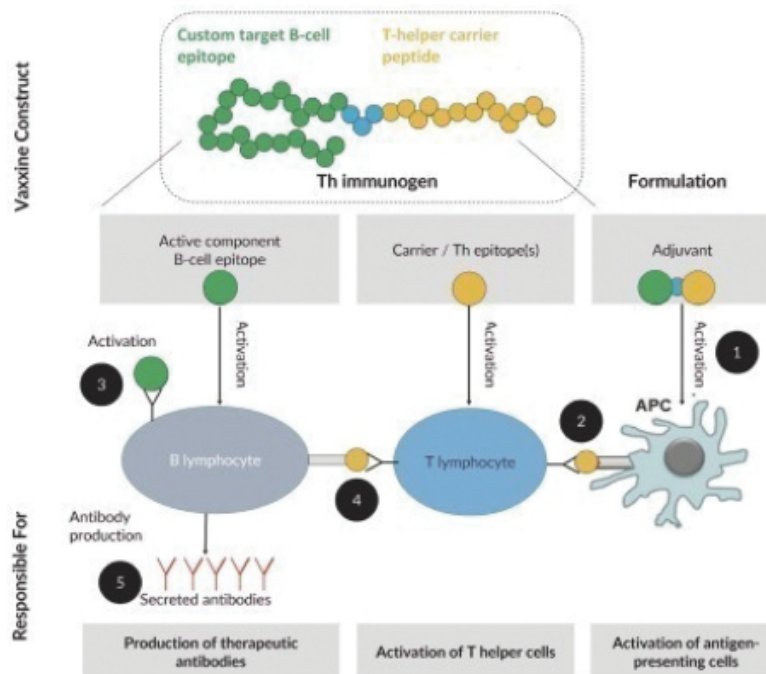 Custom target B-cell
epitope
T-helper carrier
peptide
Vaxxine Construct
Th immunogen
Formulation
Active component
B-cell epitope
Carrier / Th epitope(s)
Adjuvant
Activation
Activation
Activation
Activation
1
3
2
APC
B lymphocyte
T lymphocyte
4
Antibody
production
5
Secreted antibodies
Responsible For
Production of therapeutic
antibodies
Activation of T helper cells
Activation of antigen-
presenting cells